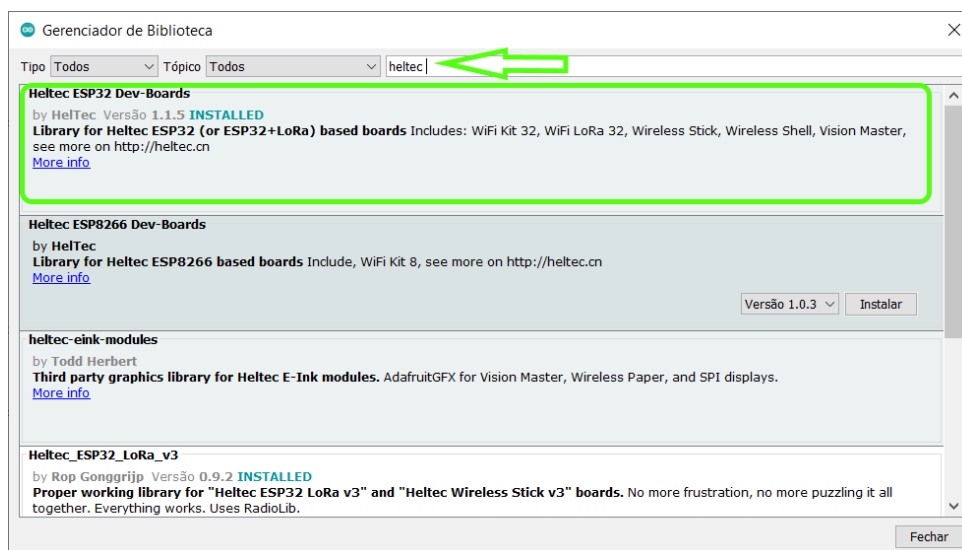 Gerenciador de Biblioteca
Tipo Todos Tópico Todos heltec
Heltec ESP32 Dev-Boards
by HelTec Versão 1.1.5 INSTALLED
Library for Heltec ESP32 (or ESP32+LoRa) based boards Includes: WiFi Kit 32, WiFi LoRa 32, Wireless Stick, Wireless Shell, Vision Master,
see more on http://heltec.cn
More info
Heltec ESP8266 Dev-Boards
by HelTec
Library for Heltec ESP8266 based boards Include, WiFi Kit 8, see more on http://heltec.cn
More info
Versão 1.0.3 Instalar
heltec-eink-modules
by Todd Herbert
Third party graphics library for Heltec E-Ink modules. AdafruitGFX for Vision Master, Wireless Paper, and SPI displays.
More info
Heltec_ESP32_LoRa_v3
by Rop Gonggrijp Versão 0.9.2 INSTALLED
Proper working library for "Heltec ESP32 LoRa v3" and "Heltec Wireless Stick v3" boards. No more frustration, no more puzzling it all
together. Everything works. Uses RadioLib.
Fechar